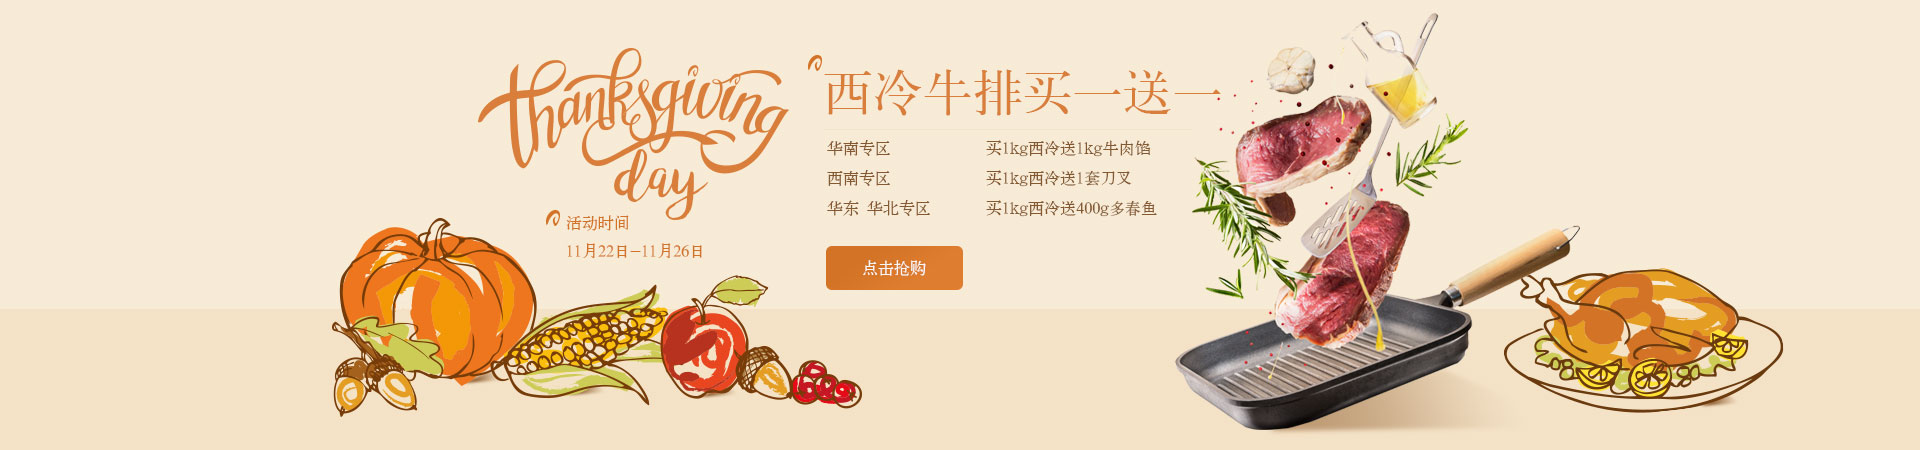 thanksgiving
day
活动时间
11月22日—11月26日
西冷牛排买一送一
华南专区 买1kg西冷送1kg牛肉馅
西南专区 买1kg西冷送1套刀叉
华东 华北专区 买1kg西冷送400g多春鱼
点击抢购